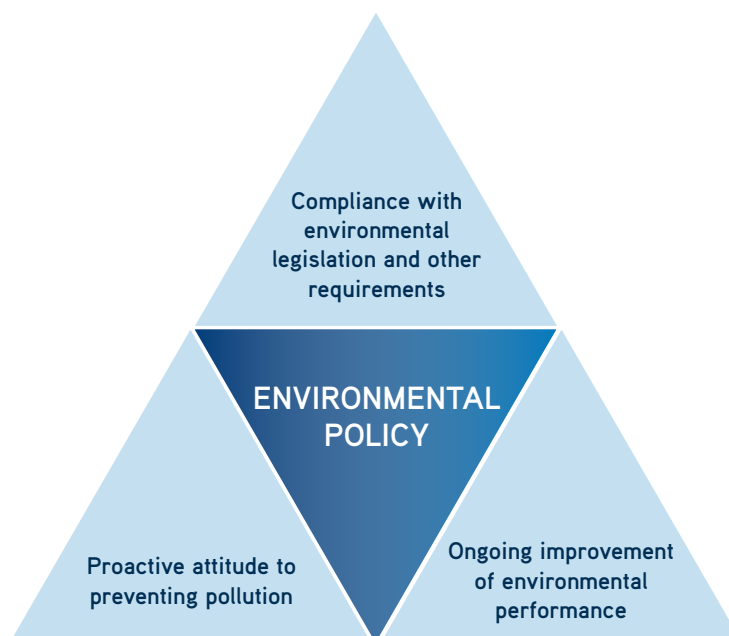 Compliance with
environmental
legislation and other
requirements
ENVIRONMENTAL
POLICY
Proactive attitude to
preventing pollution
Ongoing improvement
of environmental
performance